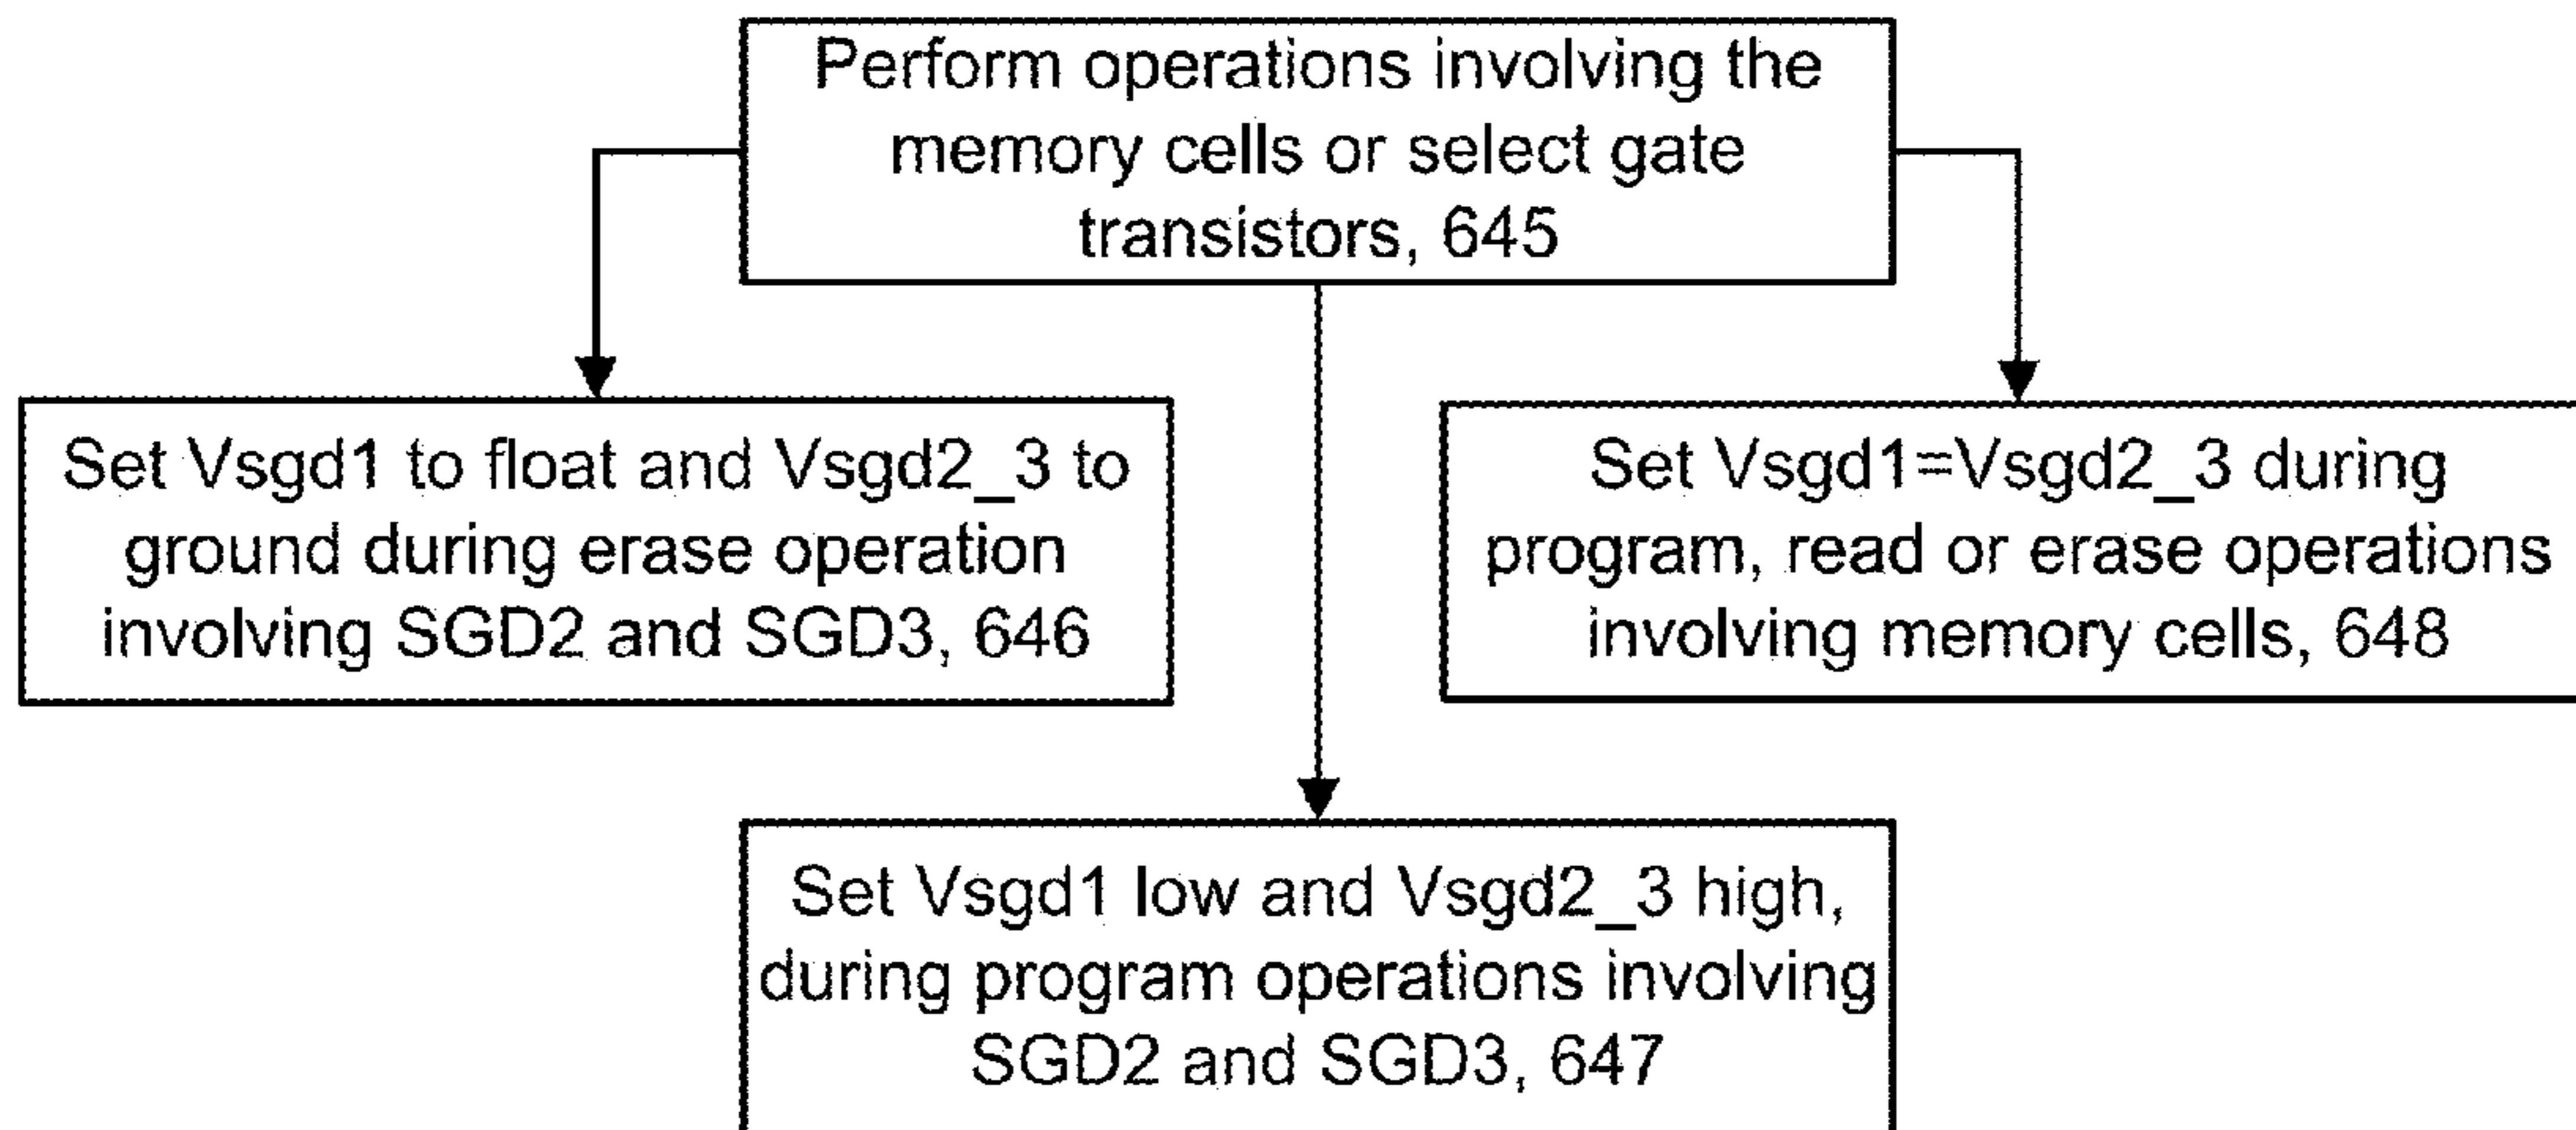 Perform operations involving the
memory cells or select gate
transistors, 645
Set Vsgd1 to float and Vsgd2_3 to
ground during erase operation
involving SGD2 and SGD3, 646
Set Vsgd1=Vsgd2_3 during
program, read or erase operations
involving memory cells, 648
Set Vsgd1 low and Vsgd2_3 high,
during program operations involving
SGD2 and SGD3, 647